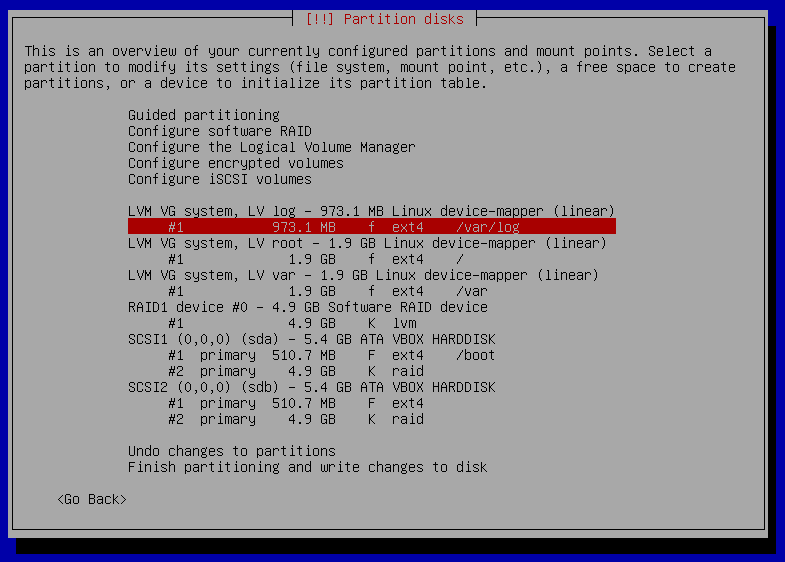 [!!] Partition disks
This is an overview of your currently configured partitions and mount points. Select a
partition to modify its settings (file system, mount point, etc.), a free space to create
partitions, or a device to initialize its partition table.
Guided partitioning
Configure software RAID
Configure the Logical Volume Manager
Configure encrypted volumes
Configure iSCSI volumes
LVM VG system, LV log - 973.1 MB Linux device-mapper (linear)
#1 973.1 MB f ext4 /var/log
LVM VG system, LV root - 1.9 GB Linux device-mapper (linear)
#1 1.9 GB f ext4 /
LVM VG system, LV var - 1.9 GB Linux device-mapper (linear)
#1 1.9 GB f ext4 /var
RAID1 device #0 - 4.9 GB Software RAID device
#1 4.9 GB K lvm
SCSI1 (0,0,0) (sda) - 5.4 GB ATA VBOX HARDDISK
#1 primary 510.7 MB F ext4 /boot
#2 primary 4.9 GB K raid
SCSI2 (0,0,0) (sdb) - 5.4 GB ATA VBOX HARDDISK
#1 primary 510.7 MB F ext4
#2 primary 4.9 GB K raid
Undo changes to partitions
Finish partitioning and write changes to disk
<Go Back>